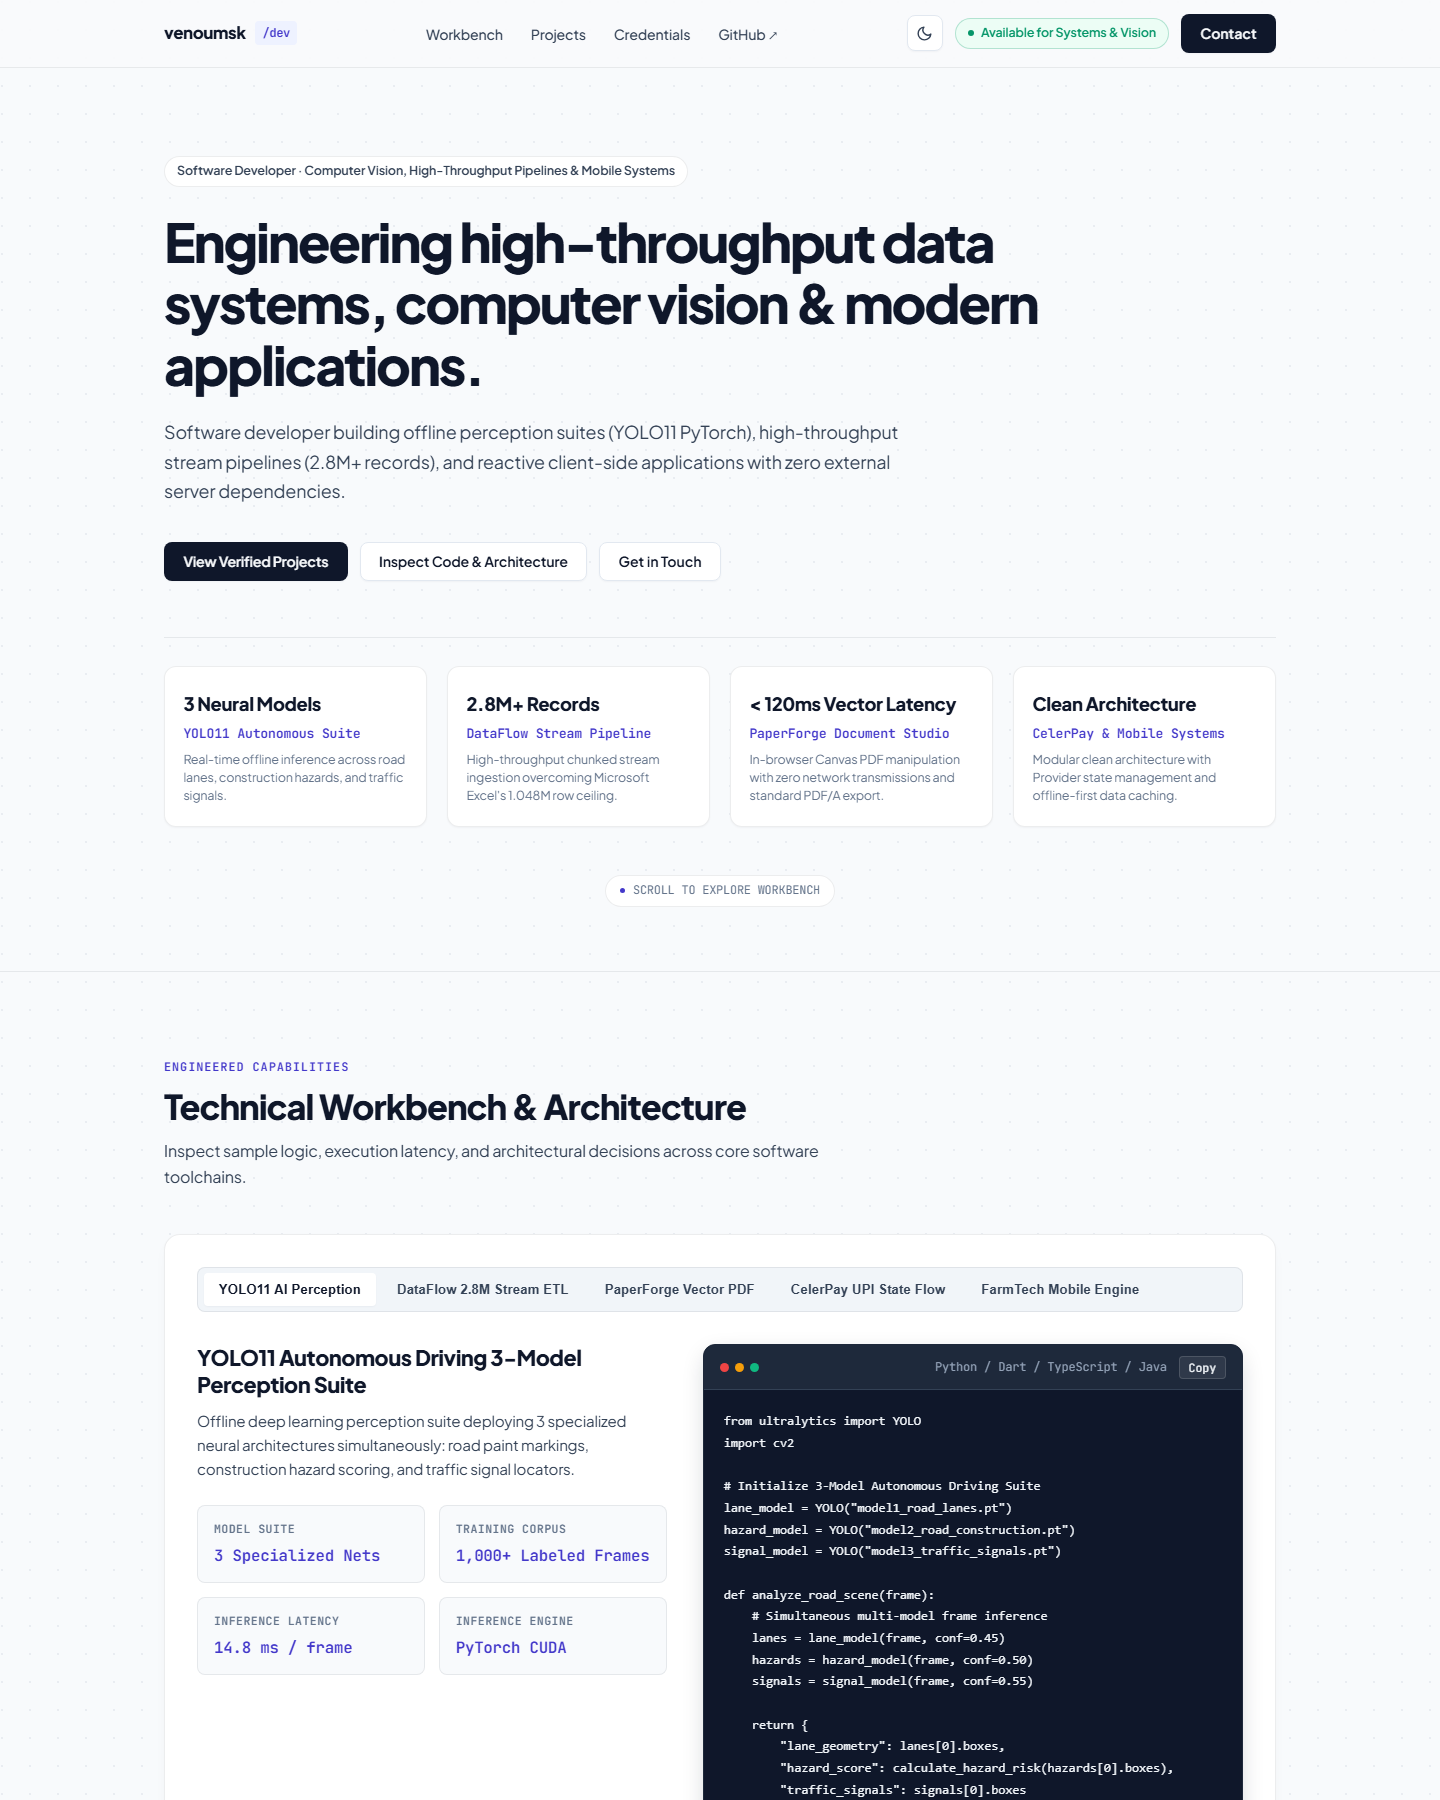 venoumsk /dev
Workbench Projects Credentials GitHub ↗
Available for Systems & Vision
Contact
Software Developer · Computer Vision, High-Throughput Pipelines & Mobile Systems
Engineering high-throughput data
systems, computer vision & modern
applications.
Software developer building offline perception suites (YOLO11 PyTorch), high-throughput
stream pipelines (2.8M+ records), and reactive client-side applications with zero external
server dependencies.
View Verified Projects
Inspect Code & Architecture
Get in Touch
3 Neural Models
YOLO11 Autonomous Suite
Real-time offline inference across road
lanes, construction hazards, and traffic
signals.
2.8M+ Records
DataFlow Stream Pipeline
High-throughput chunked stream
ingestion overcoming Microsoft
Excel's 1.048M row ceiling.
< 120ms Vector Latency
PaperForge Document Studio
In-browser Canvas PDF manipulation
with zero network transmissions and
standard PDF/A export.
Clean Architecture
CelerPay & Mobile Systems
Modular clean architecture with
Provider state management and
offline-first data caching.
SCROLL TO EXPLORE WORKBENCH
ENGINEERED CAPABILITIES
Technical Workbench & Architecture
Inspect sample logic, execution latency, and architectural decisions across core software
toolchains.
YOLO11 AI Perception
DataFlow 2.8M Stream ETL
PaperForge Vector PDF
CelerPay UPI State Flow
FarmTech Mobile Engine
YOLO11 Autonomous Driving 3-Model
Perception Suite
Offline deep learning perception suite deploying 3 specialized
neural architectures simultaneously: road paint markings,
construction hazard scoring, and traffic signal locators.
MODEL SUITE
3 Specialized Nets
TRAINING CORPUS
1,000+ Labeled Frames
INFERENCE LATENCY
14.8 ms / frame
INFERENCE ENGINE
PyTorch CUDA
Python / Dart / TypeScript / Java
Copy
from ultralytics import YOLO
import cv2
# Initialize 3-Model Autonomous Driving Suite
lane_model = YOLO("model1_road_lanes.pt")
hazard_model = YOLO("model2_road_construction.pt")
signal_model = YOLO("model3_traffic_signals.pt")
def analyze_road_scene(frame):
    # Simultaneous multi-model frame inference
    lanes = lane_model(frame, conf=0.45)
    hazards = hazard_model(frame, conf=0.50)
    signals = signal_model(frame, conf=0.55)
    return {
        "lane_geometry": lanes[0].boxes,
        "hazard_score": calculate_hazard_risk(hazards[0].boxes),
        "traffic_signals": signals[0].boxes